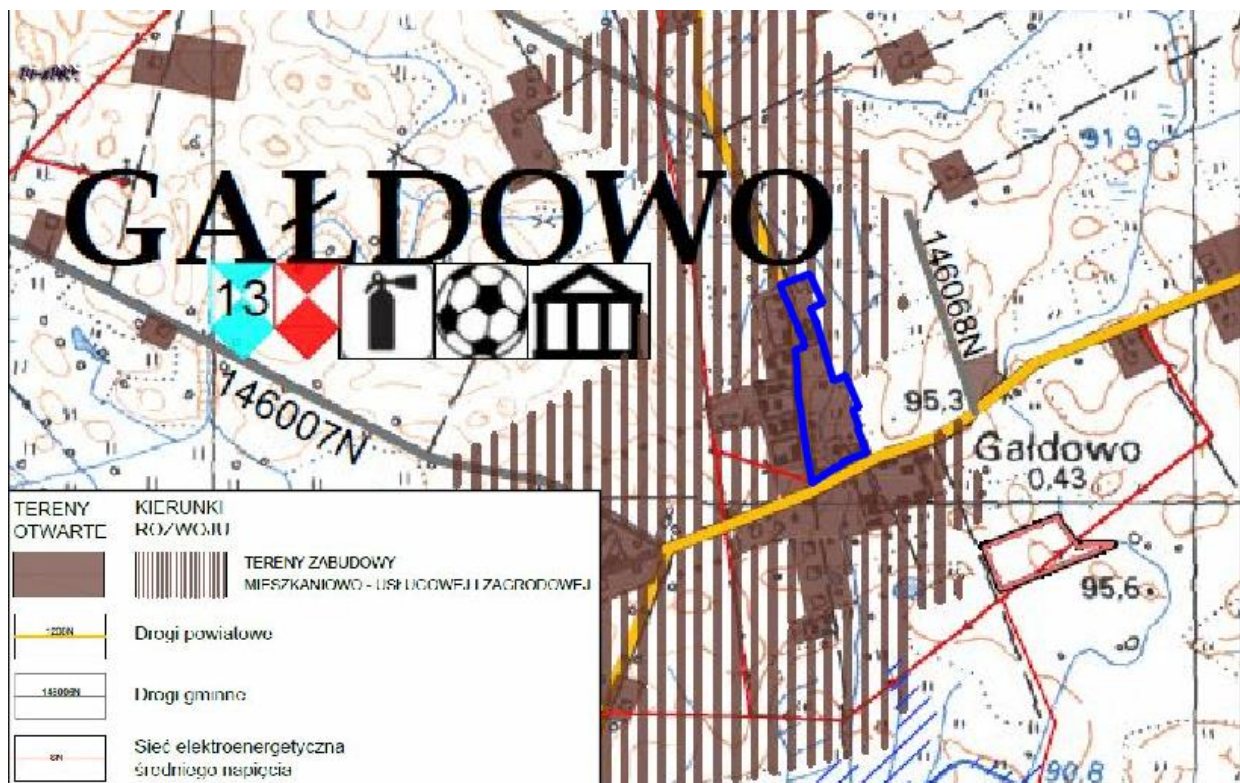 91,9
GAŁDOWO
13
146068N
146007N
95,3
Gałdowo
0,43
95,6
90,8
TERENY OTWARTE
KIERUNKI ROZWOJU
TERENY ZABUDOWY
MIESZKANIOWO - USŁUGOWEJ I ZAGRODOWEJ
Drogi powiatowe
Drogi gminne
SN
Sieć elektroenergetyczna
średniego napięcia